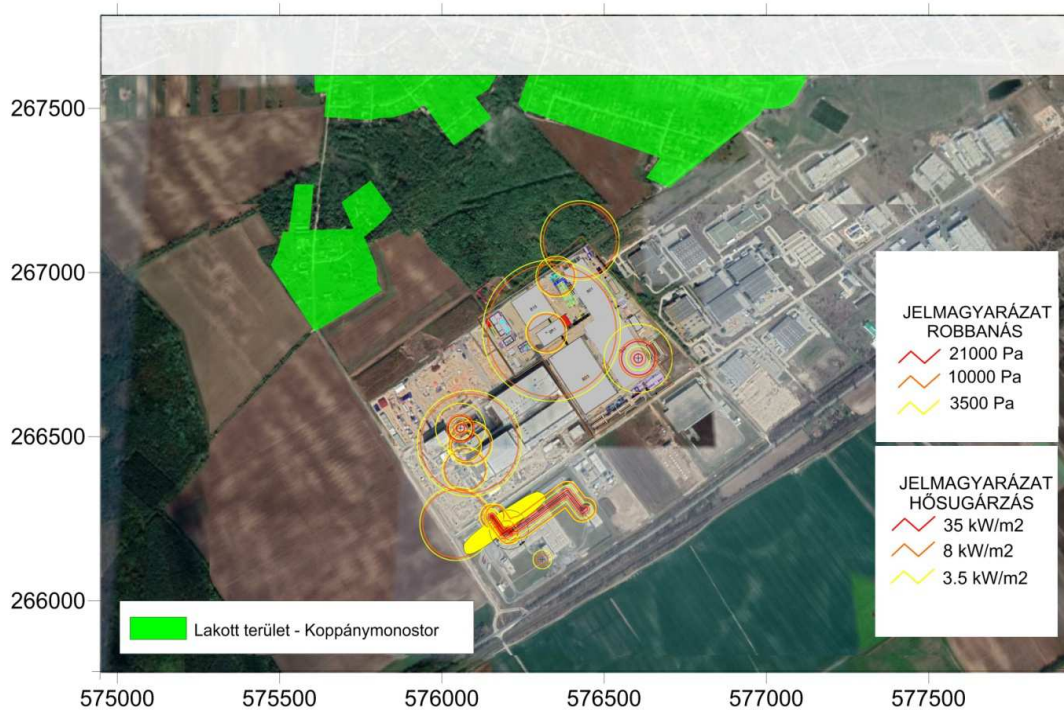 267500
267000
266500
266000
575000
575500
576000
576500
577000
577500
JELMAGYARÁZAT
ROBBANÁS
21000 Pa
10000 Pa
3500 Pa
JELMAGYARÁZAT
HŐSUGÁRZÁS
35 kW/m2
8 kW/m2
3.5 kW/m2
Lakott terület - Koppánymonostor